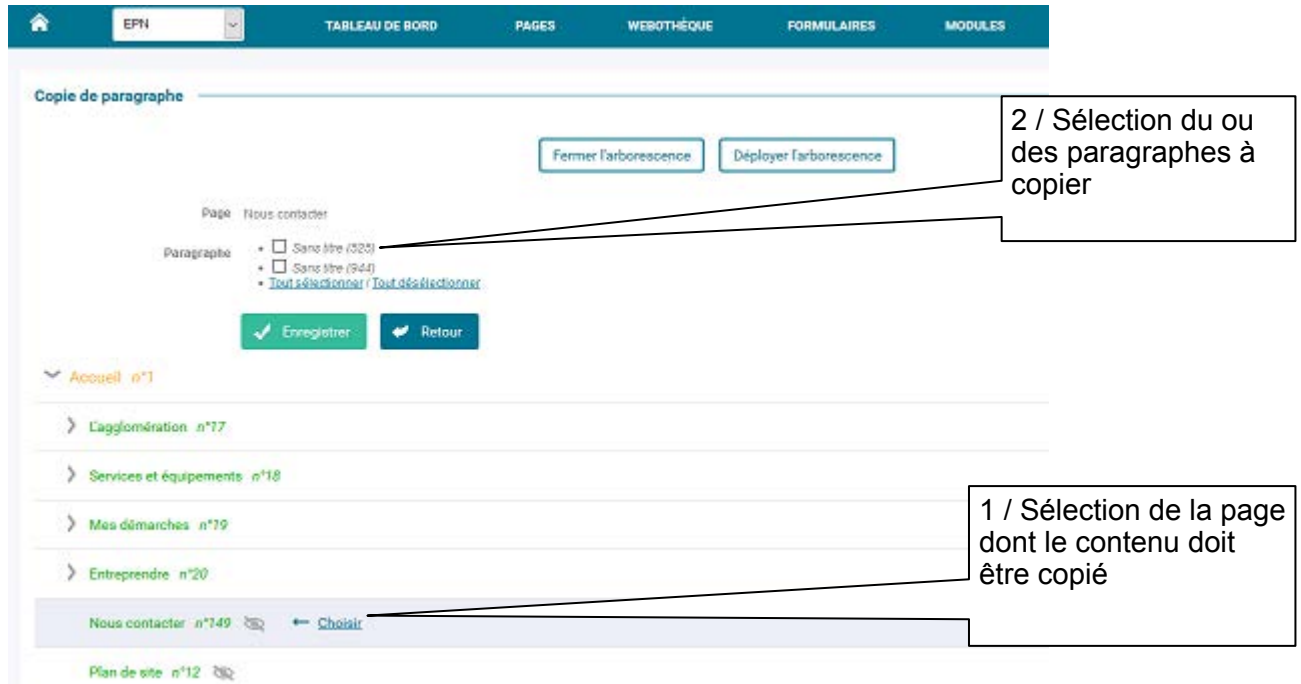 EPN TABLEAU DE BORD PAGES WEBOTHÈQUE FORMULAIRES MODULES
Copie de paragraphe
Fermer l'arborescence Déployer l'arborescence
2 / Sélection du ou
des paragraphes à
copier
Page Nous contacter
Paragraphe
• Sans titre (525)
• Sans titre (944)
• Tout sélectionner / Tout désélectionner
Enregistrer Retour
Accueil n°1
L'agglomération n°17
Services et équipements n°18
Mes démarches n°19
Entreprendre n°20
1 / Sélection de la page
dont le contenu doit
être copié
Nous contacter n°149 Choisir
Plan de site n°12